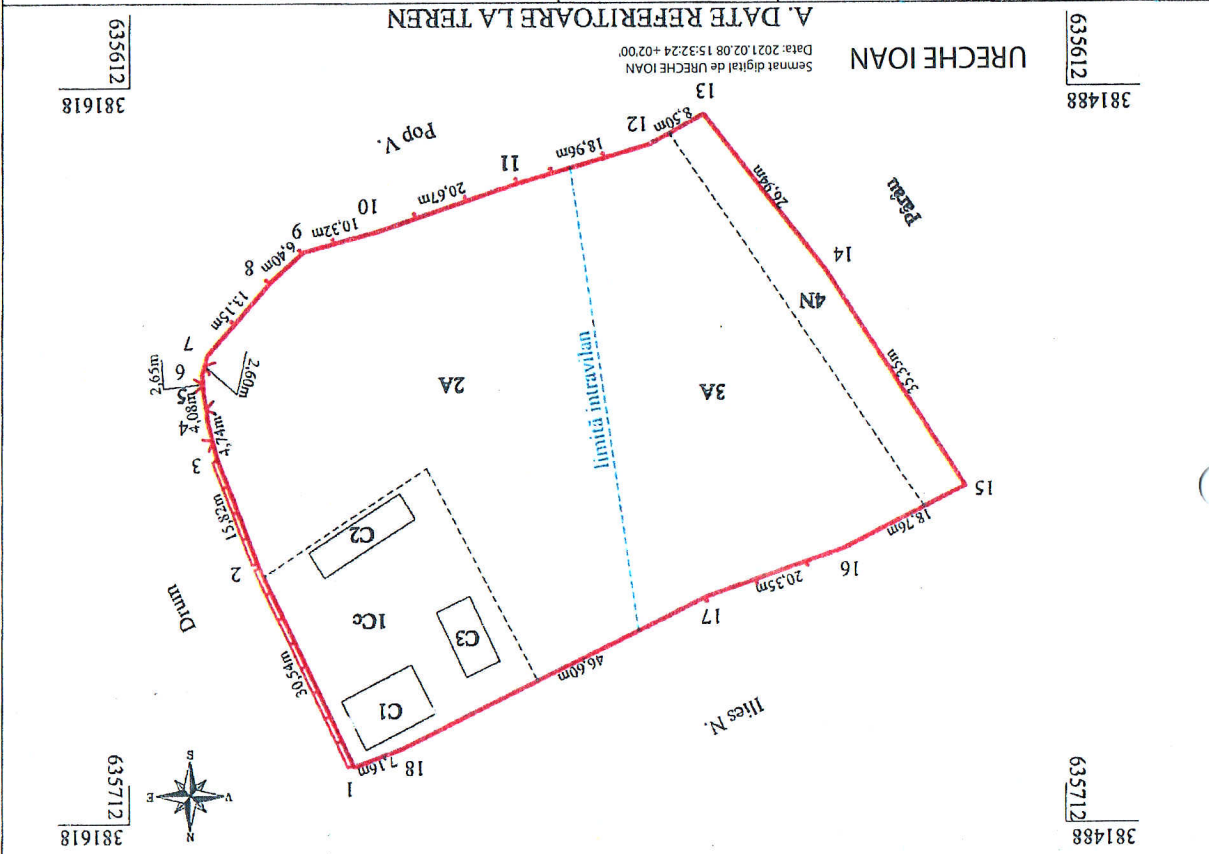 381488
381618
635712
635712
N
V
E
S
1
18
7,16m
Ilies N.
C1
46,60m
30,54m
C3
17
1Cc
Drum
20,35m
16
2
C2
18,76m
15,82m
15
3
4,74m
4
4,08m
5
6
2,65m
2,60m
7
3A
2A
limită intravilan
35,35m
13,15m
4N
8
14
6,40m
9
10,32m
10
Pârâu
26,94m
20,67m
11
18,96m
Pop V.
12
8,50m
13
381488
381618
635612
635612
URECHE IOAN
Semnat digital de URECHE IOAN
Data: 2021.02.08 15:32:24 +02'00'
A. DATE REFERITOARE LA TEREN